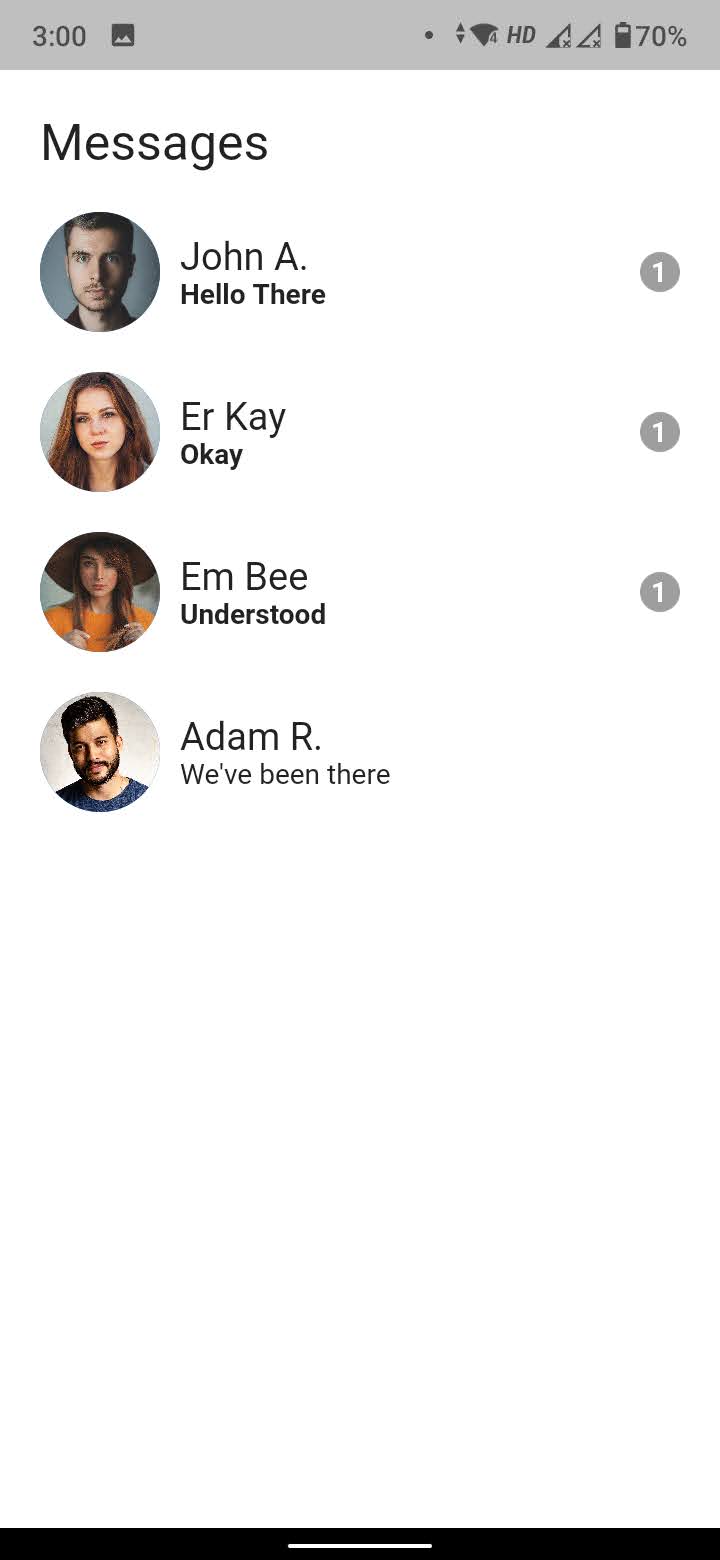 3:00 4 HD 70%
Messages
John A.
Hello There
1
Er Kay
Okay
1
Em Bee
Understood
1
Adam R.
We've been there